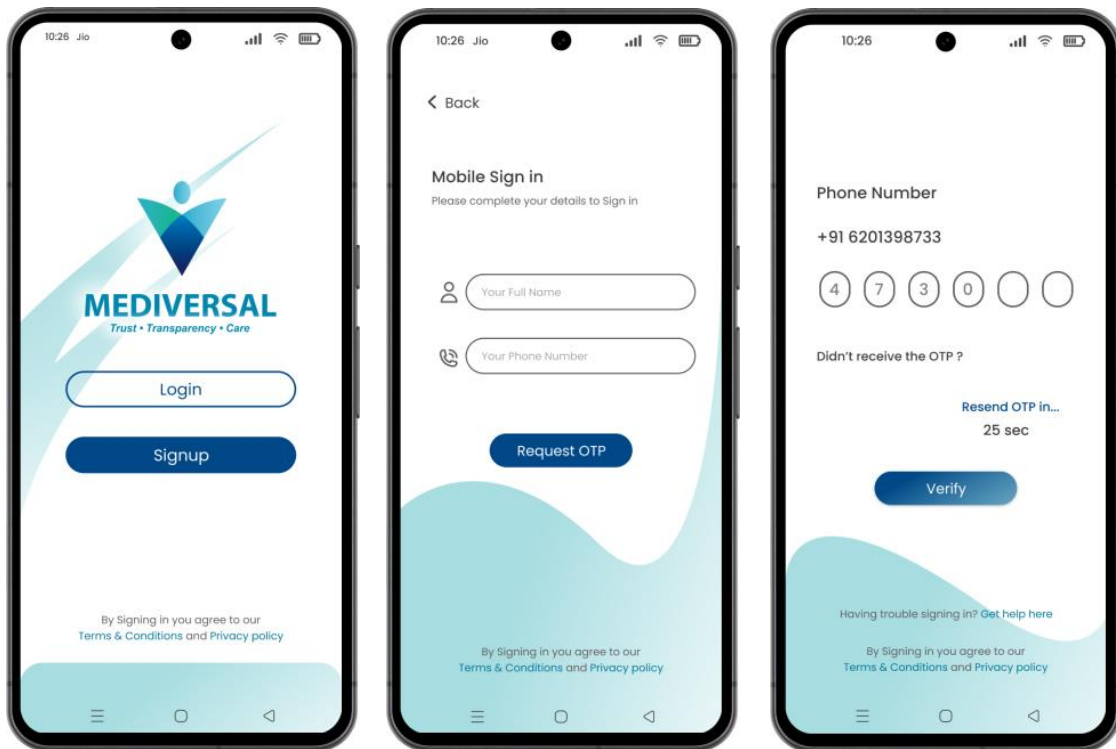 10:26 Jio
MEDIVERSAL
Trust • Transparency • Care
Login
Signup
By Signing in you agree to our
Terms & Conditions and Privacy policy
10:26 Jio
Back
Mobile Sign in
Please complete your details to Sign in
Your Full Name
Your Phone Number
Request OTP
By Signing in you agree to our
Terms & Conditions and Privacy policy
10:26
Phone Number
+91 6201398733
4 7 3 0
Didn't receive the OTP ?
Resend OTP in...
25 sec
Verify
Having trouble signing in? Get help here
By Signing in you agree to our
Terms & Conditions and Privacy policy